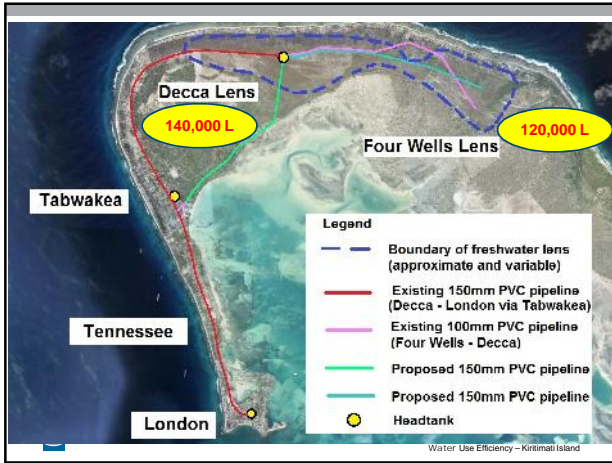 Decca Lens
140,000 L
Four Wells Lens
120,000 L
Tabwakea
Tennessee
London
Legend
Boundary of freshwater lens
(approximate and variable)
Existing 150mm PVC pipeline
(Decca - London via Tabwakea)
Existing 100mm PVC pipeline
(Four Wells - Decca)
Proposed 150mm PVC pipeline
Proposed 150mm PVC pipeline
Headtank
Water Use Efficiency – Kiritimati Island